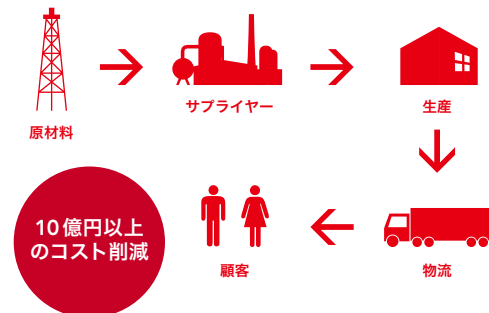 原材料
サプライヤー
生産
物流
顧客
10億円以上
のコスト削減